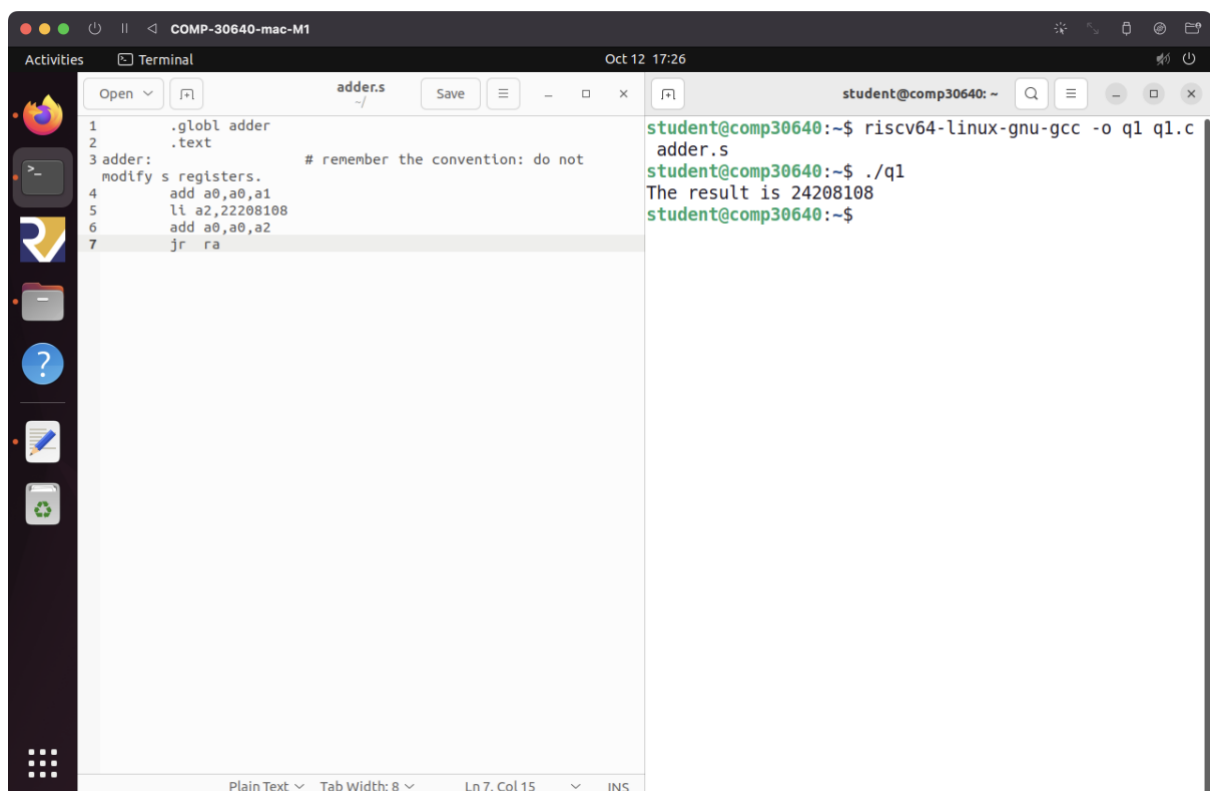 COMP-30640-mac-M1
Activities Terminal Oct 12 17:26
Open adder.s Save
~/
1 .globl adder
2 .text
3 adder: # remember the convention: do not
modify s registers.
4 add a0,a0,a1
5 li a2,22208108
6 add a0,a0,a2
7 jr ra
Plain Text Tab Width: 8 Ln 7, Col 15 INS
student@comp30640: ~
student@comp30640:~$ riscv64-linux-gnu-gcc -o q1 q1.c
adder.s
student@comp30640:~$ ./q1
The result is 24208108
student@comp30640:~$